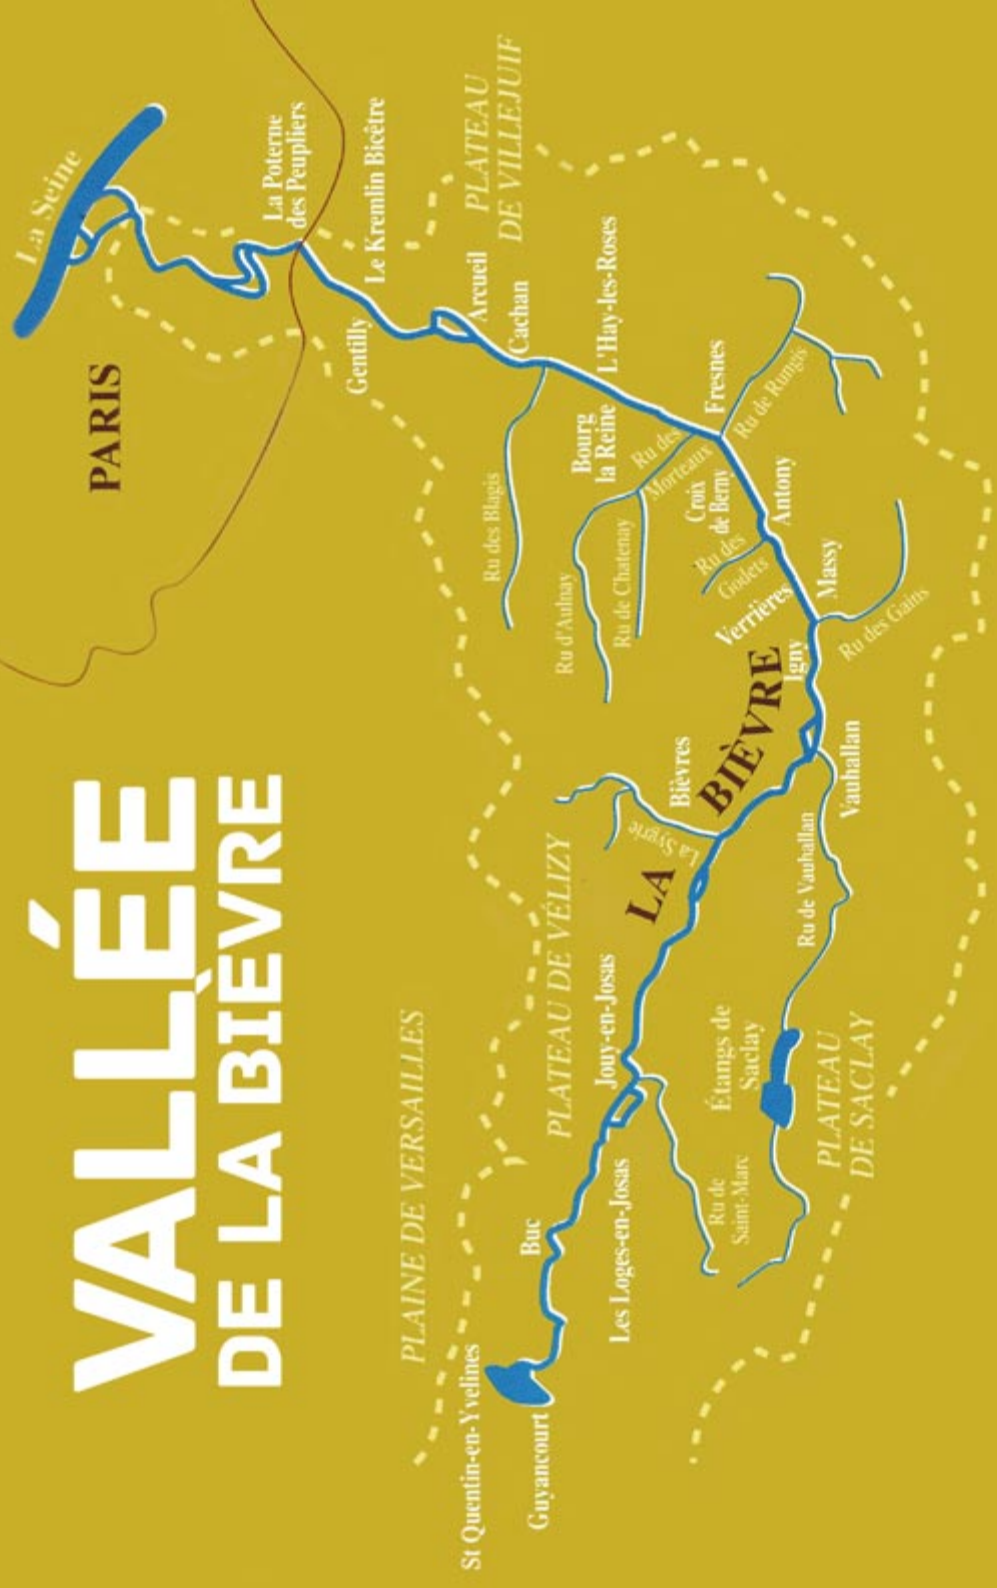 VALLÉE
DE LA BIÈVRE
PARIS
La Seine
La Poterne
des Peupliers
Le Kremlin Bicêtre
Gentilly
PLATEAU
DE VILLEJUIF
Arcueil
Cachan
L'Hay-les-Roses
Bourg
la Reine
Fresnes
Ru de Rungis
Ru des Blagis
Ru des
Morteaux
Croix
de Berny
Antony
Ru d'Aulnay
Ru de Chatenay
Ru des
Godets
Verrières
Massy
Ru des Gains
Igny
LA BIÈVRE
Bièvres
La Sygrie
Vauhallan
Ru de Vauhallan
PLAINE DE VERSAILLES
PLATEAU DE VÉLIZY
Jouy-en-Josas
Étangs de
Saclay
PLATEAU
DE SACLAY
Ru de
Saint-Marc
Les Loges-en-Josas
Buc
St Quentin-en-Yvelines
Guyancourt